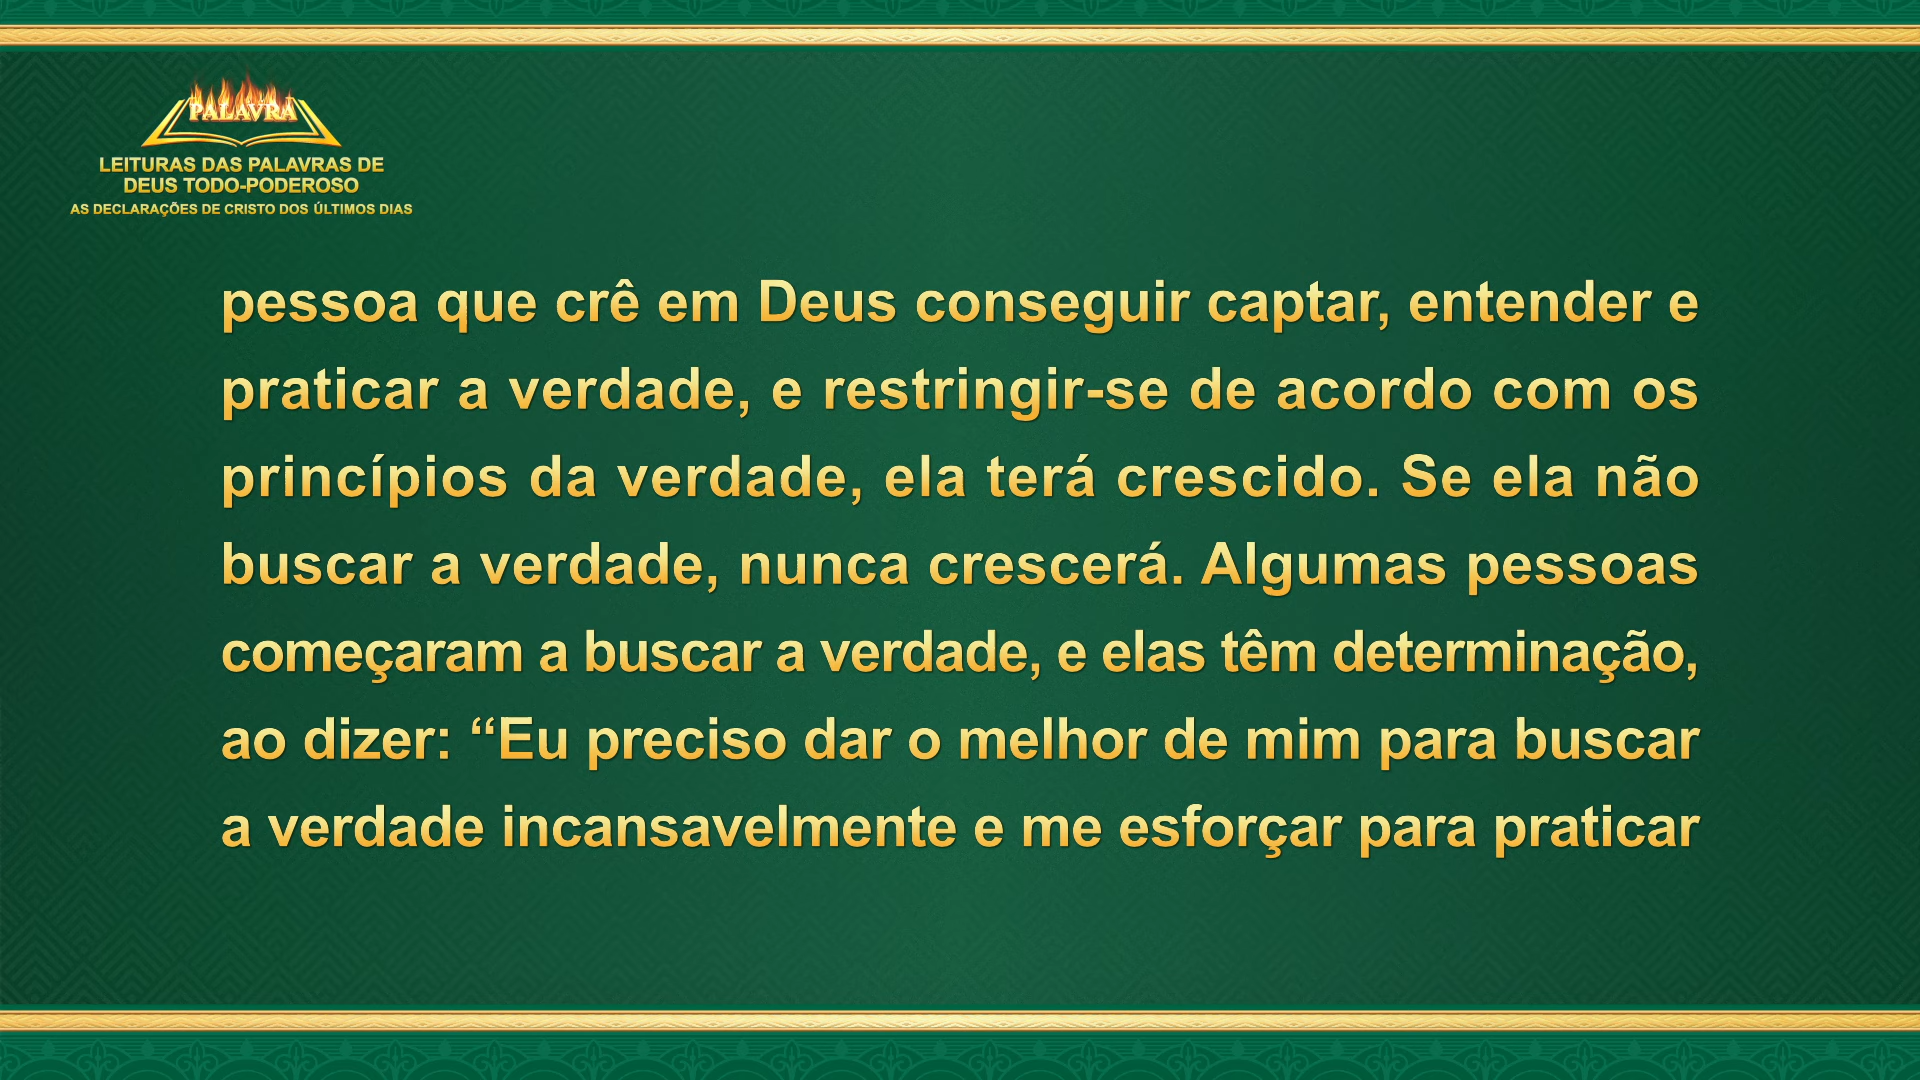 PALAVRA
LEITURAS DAS PALAVRAS DE
DEUS TODO-PODEROSO
AS DECLARAÇÕES DE CRISTO DOS ÚLTIMOS DIAS
pessoa que crê em Deus conseguir captar, entender e
praticar a verdade, e restringir-se de acordo com os
princípios da verdade, ela terá crescido. Se ela não
buscar a verdade, nunca crescerá. Algumas pessoas
começaram a buscar a verdade, e elas têm determinação,
ao dizer: “Eu preciso dar o melhor de mim para buscar
a verdade incansavelmente e me esforçar para praticar